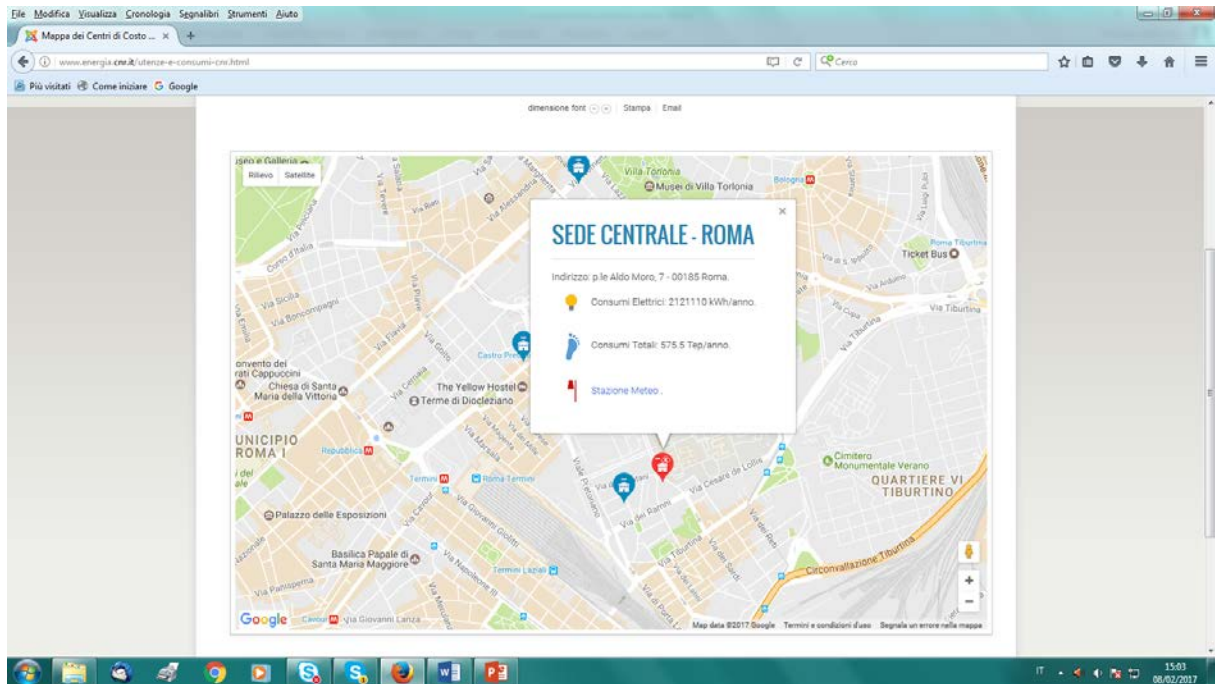 File Modifica Visualizza Cronologia Segnalibri Strumenti Aiuto
Mappa dei Centri di Costo ... × +
www.energia.cnr.it/utenze-e-consumi-cnr.html
Cerca
Più visitati Come iniziare Google
dimensione font Stampa Email
Rilievo Satellite
Villa Torlonia
Musei di Villa Torlonia
Bologna
SEDE CENTRALE - ROMA
Indirizzo: p.le Aldo Moro, 7 - 00185 Roma.
Consumi Elettrici: 2121110 kWh/anno.
Consumi Totali: 575.5 Tep/anno.
Stazione Meteo .
Corso d'Italia
Roma Tiburtina
Ticket Bus
Via Sicilia
Via Boncompagni
Via Tiburtina
Chiesa di Santa
Maria della Vittoria
The Yellow Hostel
Terme di Diocleziano
UNICIPIO
ROMA I
Repubblica
Termini
Roma Termini
Via Cesare de Lollis
Cimitero
Monumentale Verano
QUARTIERE VI
TIBURTINO
Palazzo delle Esposizioni
Via dei Ramni
Viale Pretoriano
Via Giovanni Giolitti
Basilica Papale di
Santa Maria Maggiore
Termini Laziali
Circonvallazione Tiburtina
Via Panisperna
Google
Cavour
Via Giovanni Lanza
Map data ©2017 Google Termini e condizioni d'uso Segnala un errore nella mappa
IT
15:03
08/02/2017